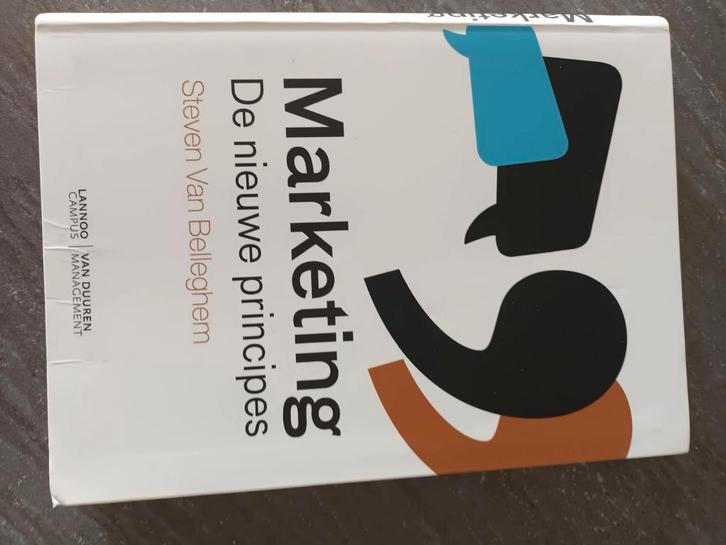 Marketing
Marketing
De nieuwe principes
Steven Van Belleghem
LANNOO
CAMPUS
VAN DUUREN
MANAGEMENT